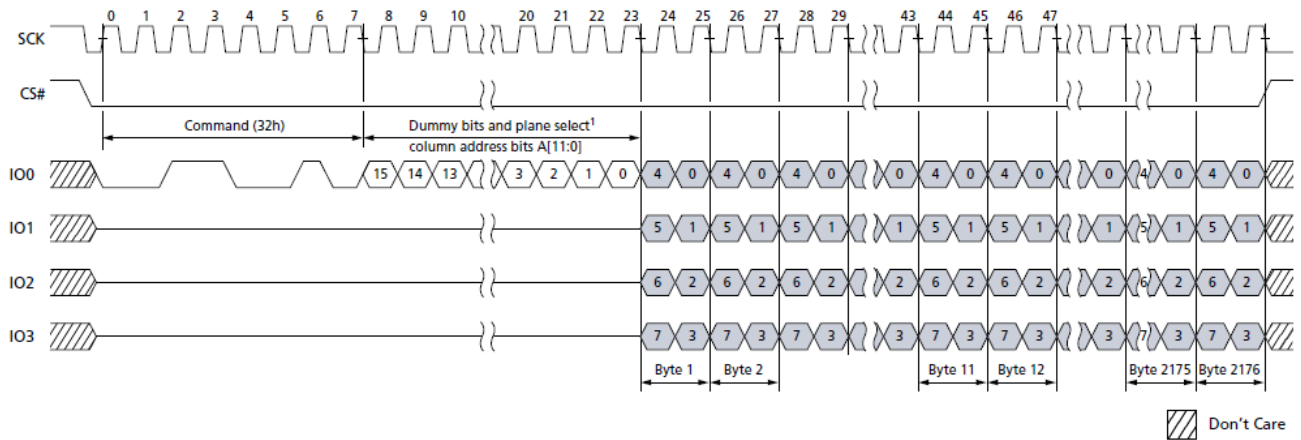 0 1 2 3 4 5 6 7 8 9 10 20 21 22 23 24 25 26 27 28 29 43 44 45 46 47
SCK
CS#
Command (32h) Dummy bits and plane select1
column address bits A[11:0]
IO0 15 14 13 3 2 1 0 4 0 4 0 4 0 0 4 0 4 0 0 4 0 4 0
IO1 5 1 5 1 5 1 1 5 1 5 1 1 5 1 5 1
IO2 6 2 6 2 6 2 2 6 2 6 2 2 6 2 6 2
IO3 7 3 7 3 7 3 3 7 3 7 3 3 7 3 7 3
Byte 1 Byte 2 Byte 11 Byte 12 Byte 2175 Byte 2176
Don't Care